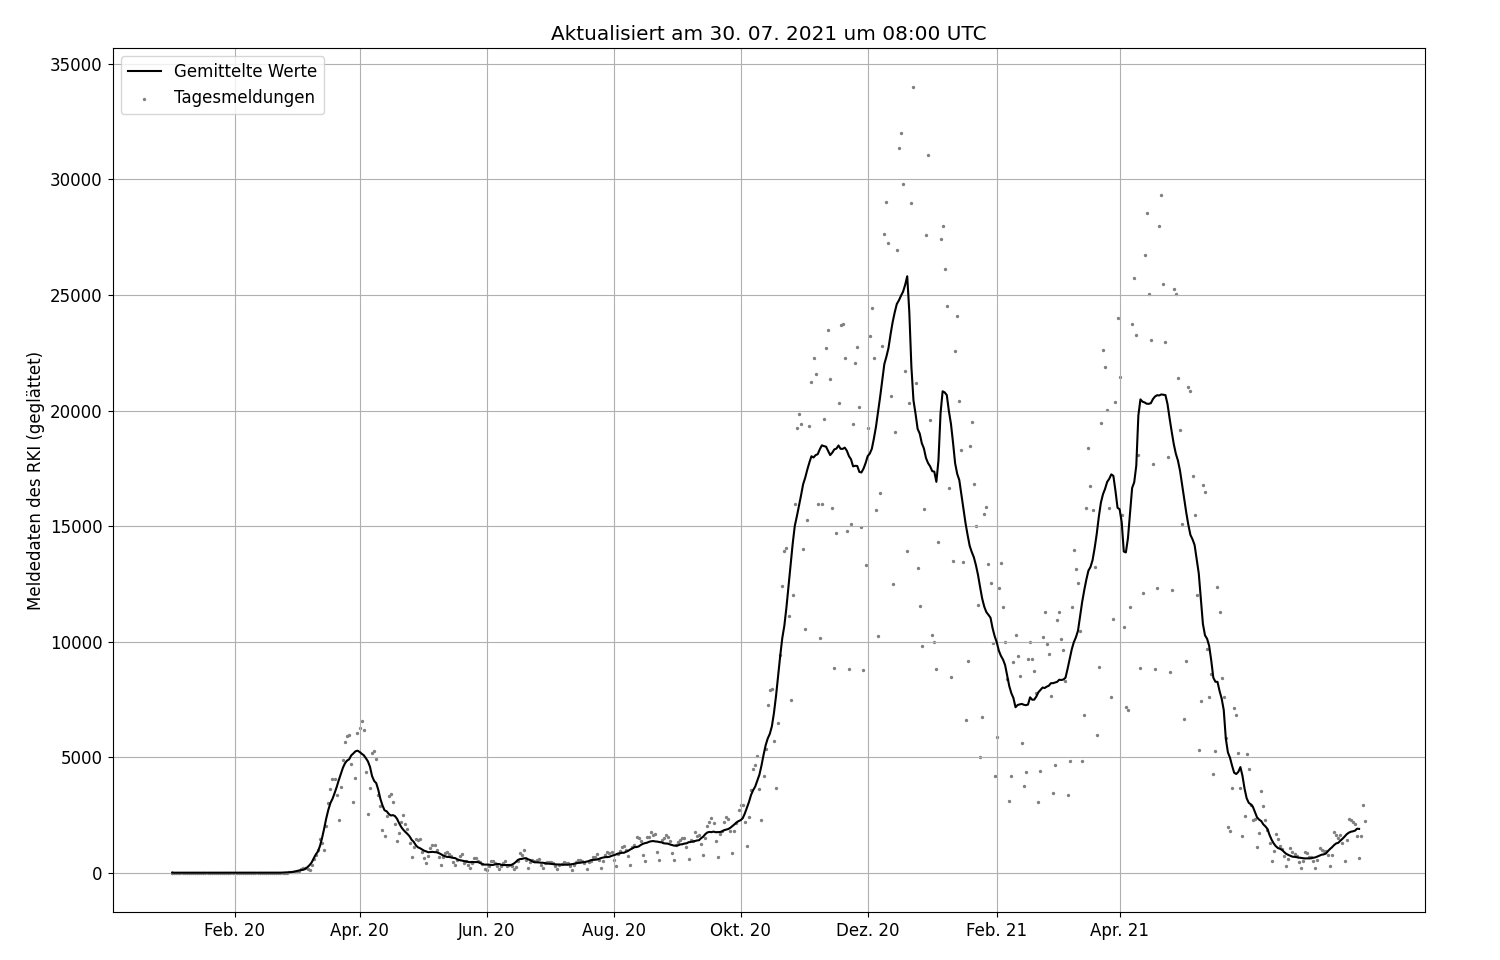 Aktualisiert am 30. 07. 2021 um 08:00 UTC
Gemittelte Werte
Tagesmeldungen
Meldedaten des RKI (geglättet)
35000
30000
25000
20000
15000
10000
5000
0
Feb. 20 Apr. 20 Jun. 20 Aug. 20 Okt. 20 Dez. 20 Feb. 21 Apr. 21